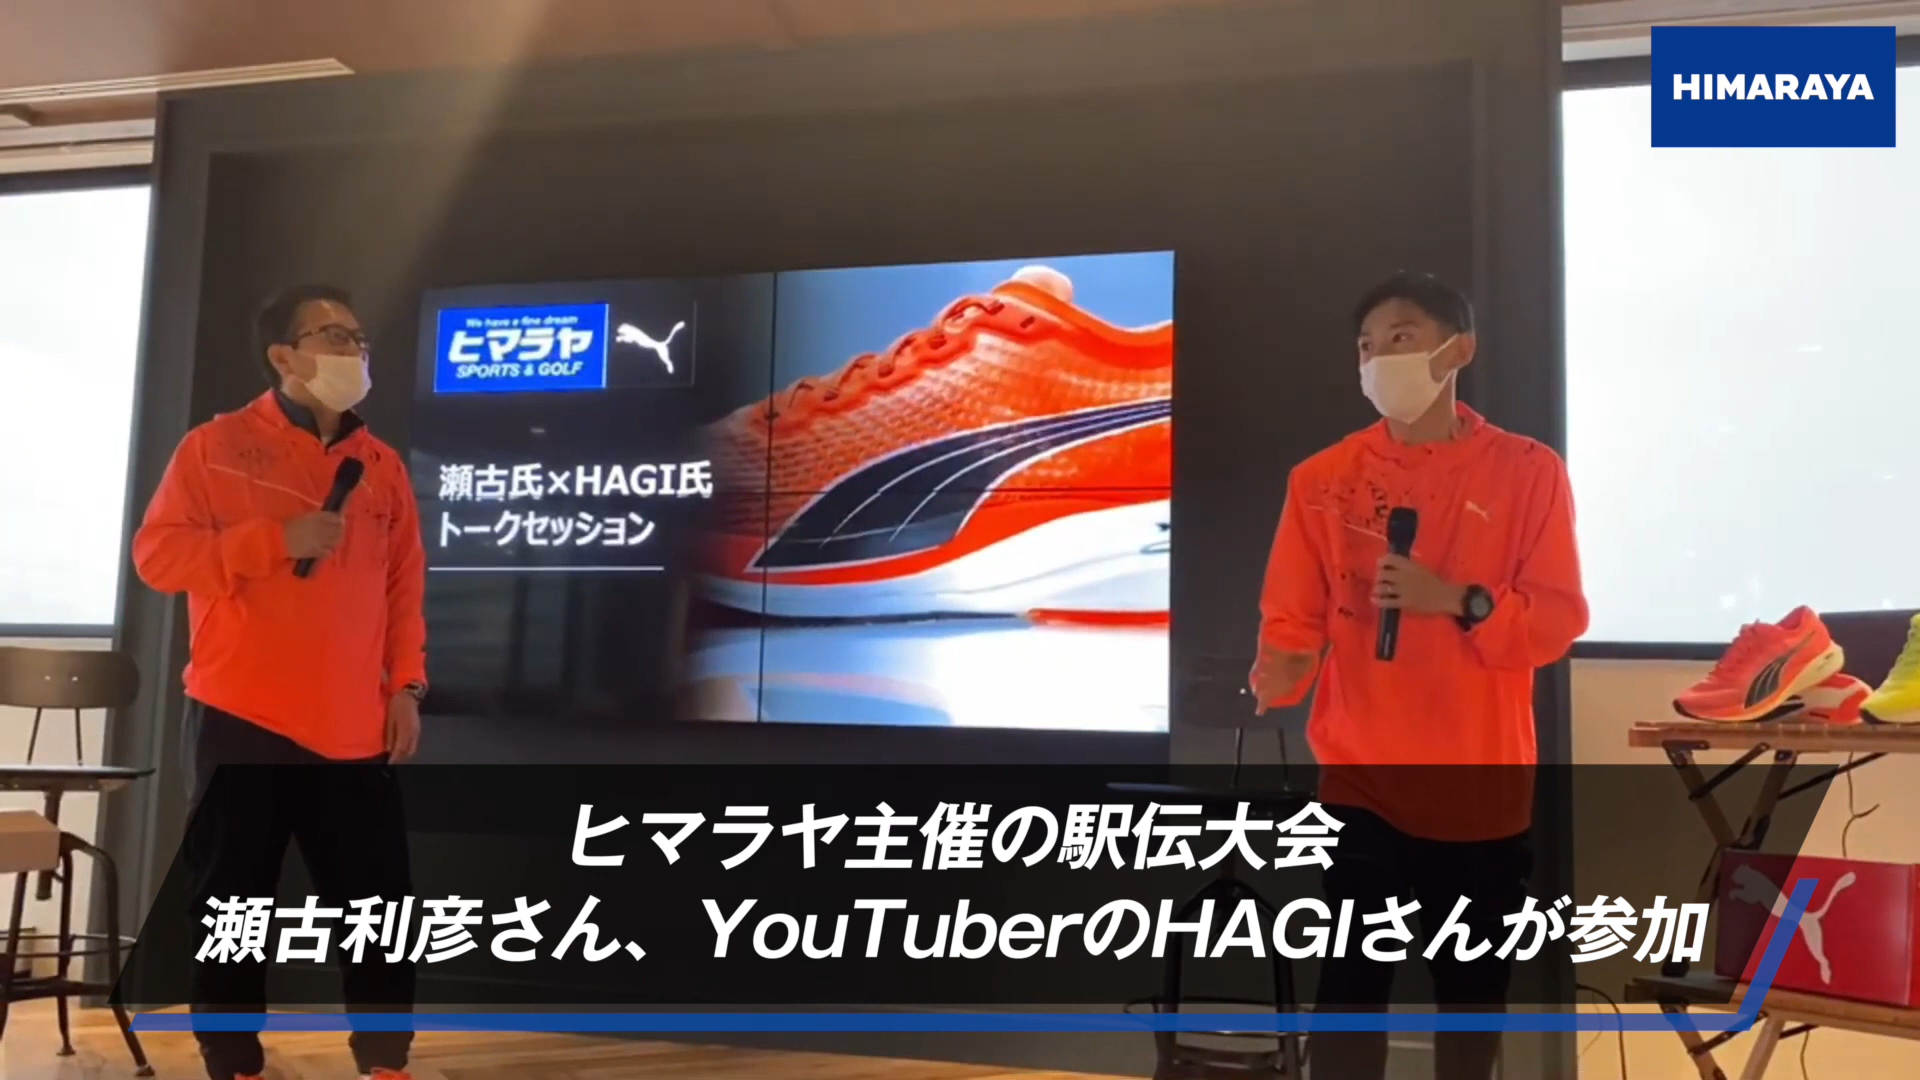 HIMARAYA
We have a fine dream
ヒマラヤ
SPORTS & GOLF
瀬古氏×HAGI氏
トークセッション
ヒマラヤ主催の駅伝大会
瀬古利彦さん、YouTuberのHAGIさんが参加